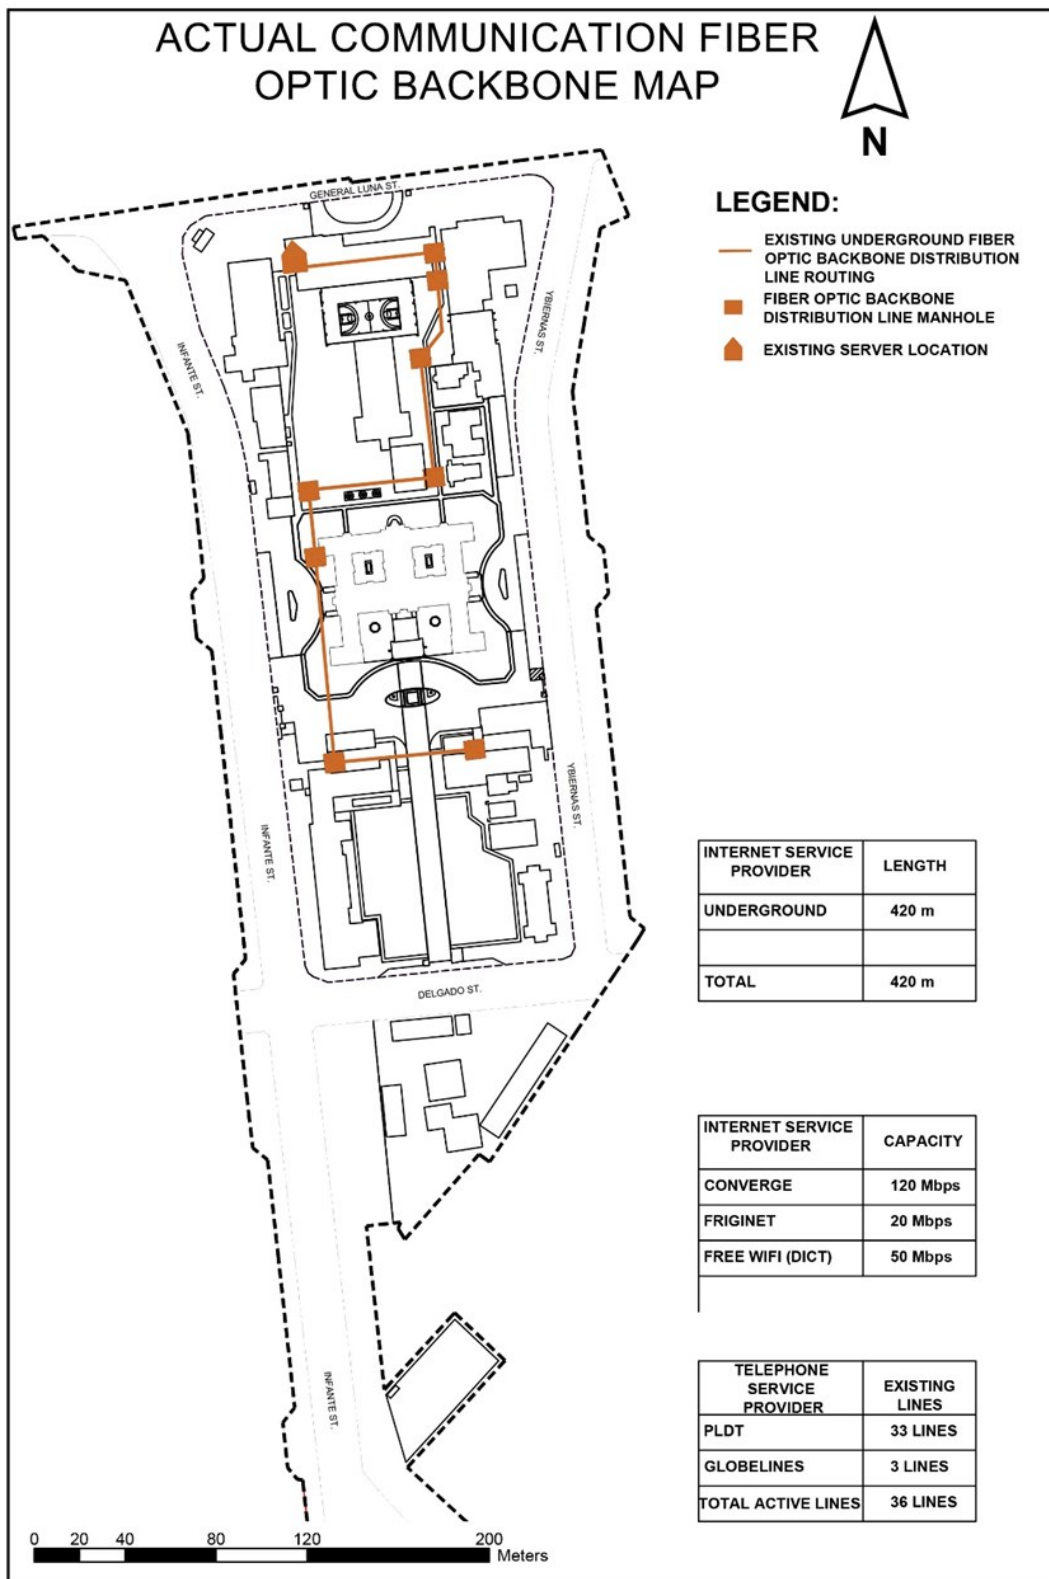 ACTUAL COMMUNICATION FIBER
OPTIC BACKBONE MAP
N
GENERAL LUNA ST.
LEGEND:
EXISTING UNDERGROUND FIBER
OPTIC BACKBONE DISTRIBUTION
LINE ROUTING
FIBER OPTIC BACKBONE
DISTRIBUTION LINE MANHOLE
EXISTING SERVER LOCATION
INFANTE ST.
YBIERNAS ST.
INFANTE ST.
YBIERNAS ST.
DELGADO ST.
INFANTE ST.
INTERNET SERVICE
PROVIDER
LENGTH
UNDERGROUND
420 m
TOTAL
420 m
INTERNET SERVICE
PROVIDER
CAPACITY
CONVERGE
120 Mbps
FRIGINET
20 Mbps
FREE WIFI (DICT)
50 Mbps
TELEPHONE
SERVICE
PROVIDER
EXISTING
LINES
PLDT
33 LINES
GLOBELINES
3 LINES
TOTAL ACTIVE LINES
36 LINES
0 20 40 80 120 200
Meters